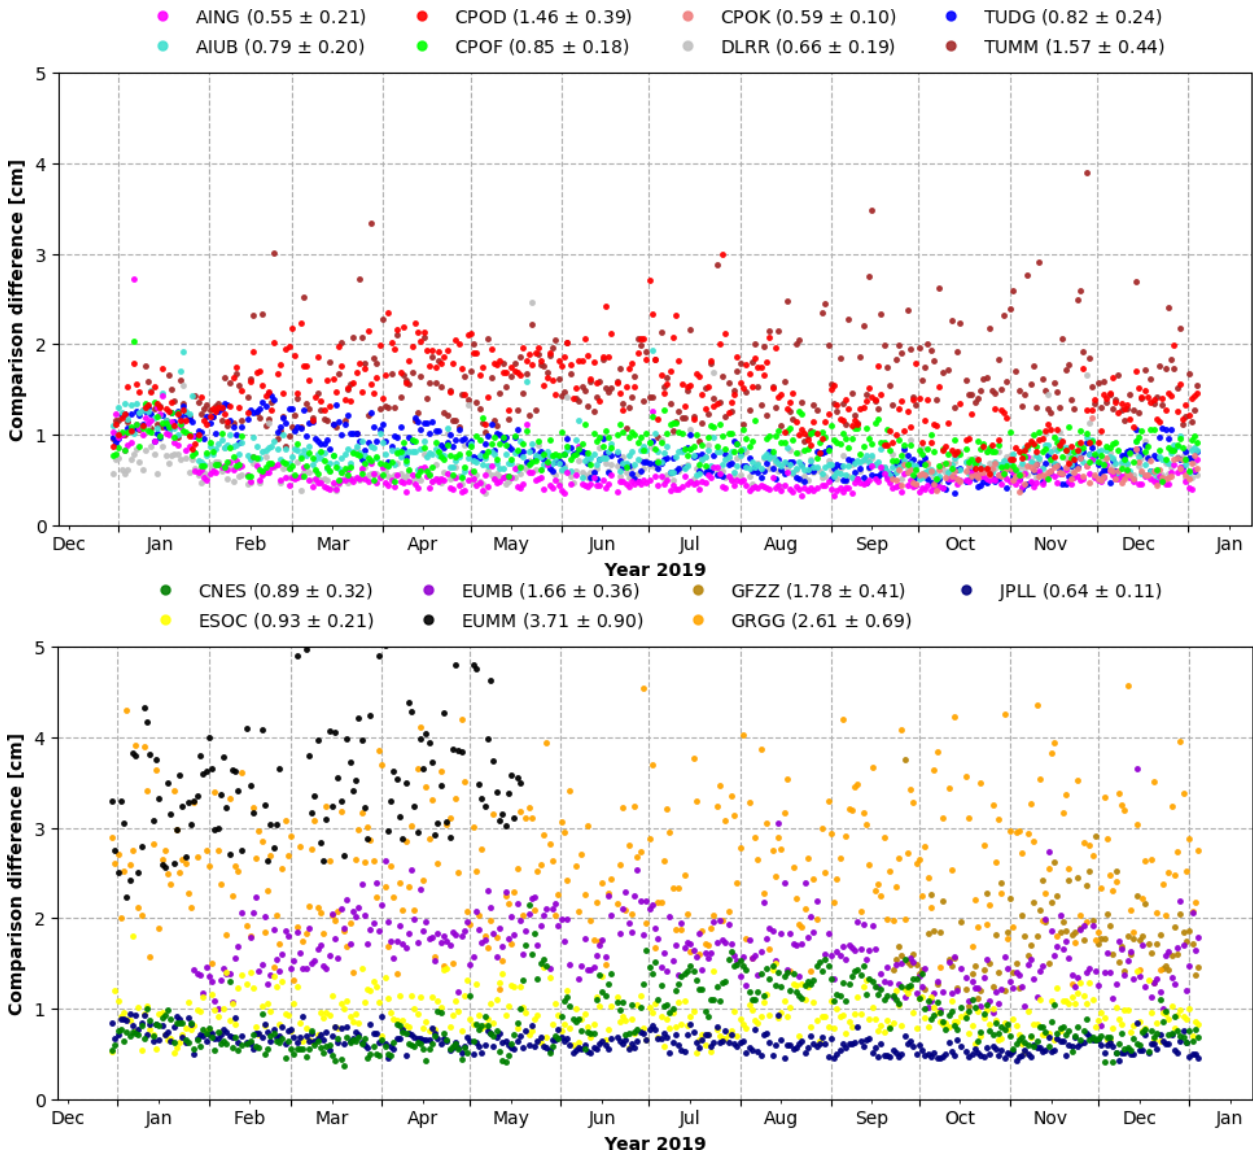 AING (0.55 ± 0.21) CPOD (1.46 ± 0.39) CPOK (0.59 ± 0.10) TUDG (0.82 ± 0.24)
AIUB (0.79 ± 0.20) CPOF (0.85 ± 0.18) DLRR (0.66 ± 0.19) TUMM (1.57 ± 0.44)
Comparison difference [cm]
5
4
3
2
1
0
Dec Jan Feb Mar Apr May Jun Jul Aug Sep Oct Nov Dec Jan
Year 2019
CNES (0.89 ± 0.32) EUMB (1.66 ± 0.36) GFZZ (1.78 ± 0.41) JPLL (0.64 ± 0.11)
ESOC (0.93 ± 0.21) EUMM (3.71 ± 0.90) GRGG (2.61 ± 0.69)
Comparison difference [cm]
5
4
3
2
1
0
Dec Jan Feb Mar Apr May Jun Jul Aug Sep Oct Nov Dec Jan
Year 2019